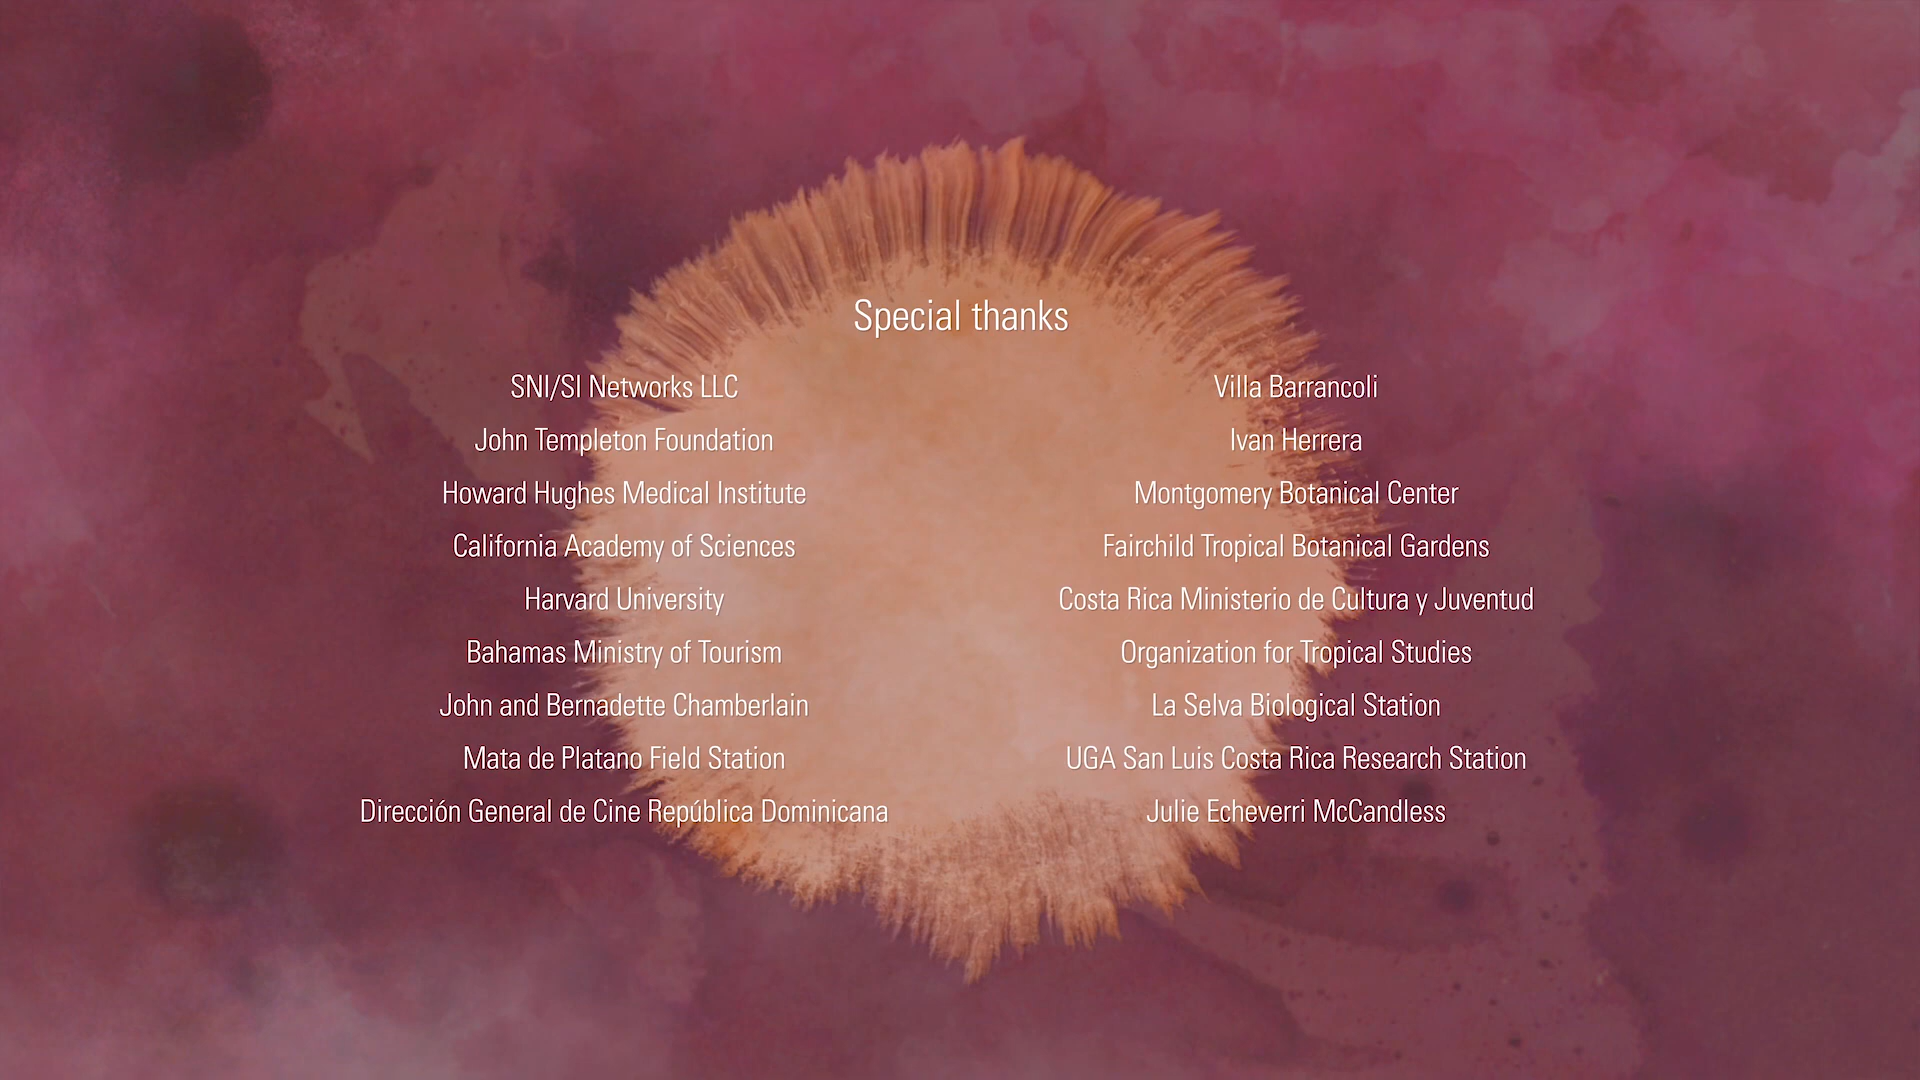 Special thanks
SNI/SI Networks LLC
John Templeton Foundation
Howard Hughes Medical Institute
California Academy of Sciences
Harvard University
Bahamas Ministry of Tourism
John and Bernadette Chamberlain
Mata de Platano Field Station
Dirección General de Cine República Dominicana
Villa Barrancoli
Ivan Herrera
Montgomery Botanical Center
Fairchild Tropical Botanical Gardens
Costa Rica Ministerio de Cultura y Juventud
Organization for Tropical Studies
La Selva Biological Station
UGA San Luis Costa Rica Research Station
Julie Echeverri McCandless